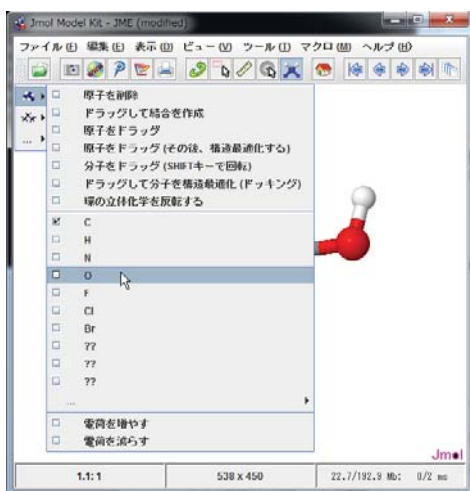 Jmol Model Kit - JME (modified)
ファイル(E) 編集(E) 表示(D) ビュー(V) ツール(I) マクロ(M) ヘルプ(H)
原子を削除
ドラッグして結合を作成
原子をドラッグ
原子をドラッグ(その後、構造最適化する)
分子をドラッグ(SHIFTキーで回転)
ドラッグして分子を構造最適化(ドッキング)
環の立体化学を反転する
C
H
N
O
F
Cl
Br
??
??
??
...
...
電荷を増やす
電荷を減らす
Jmol
1.1:1 538 x 450 22.7/192.9 Mb: 0/2 ms